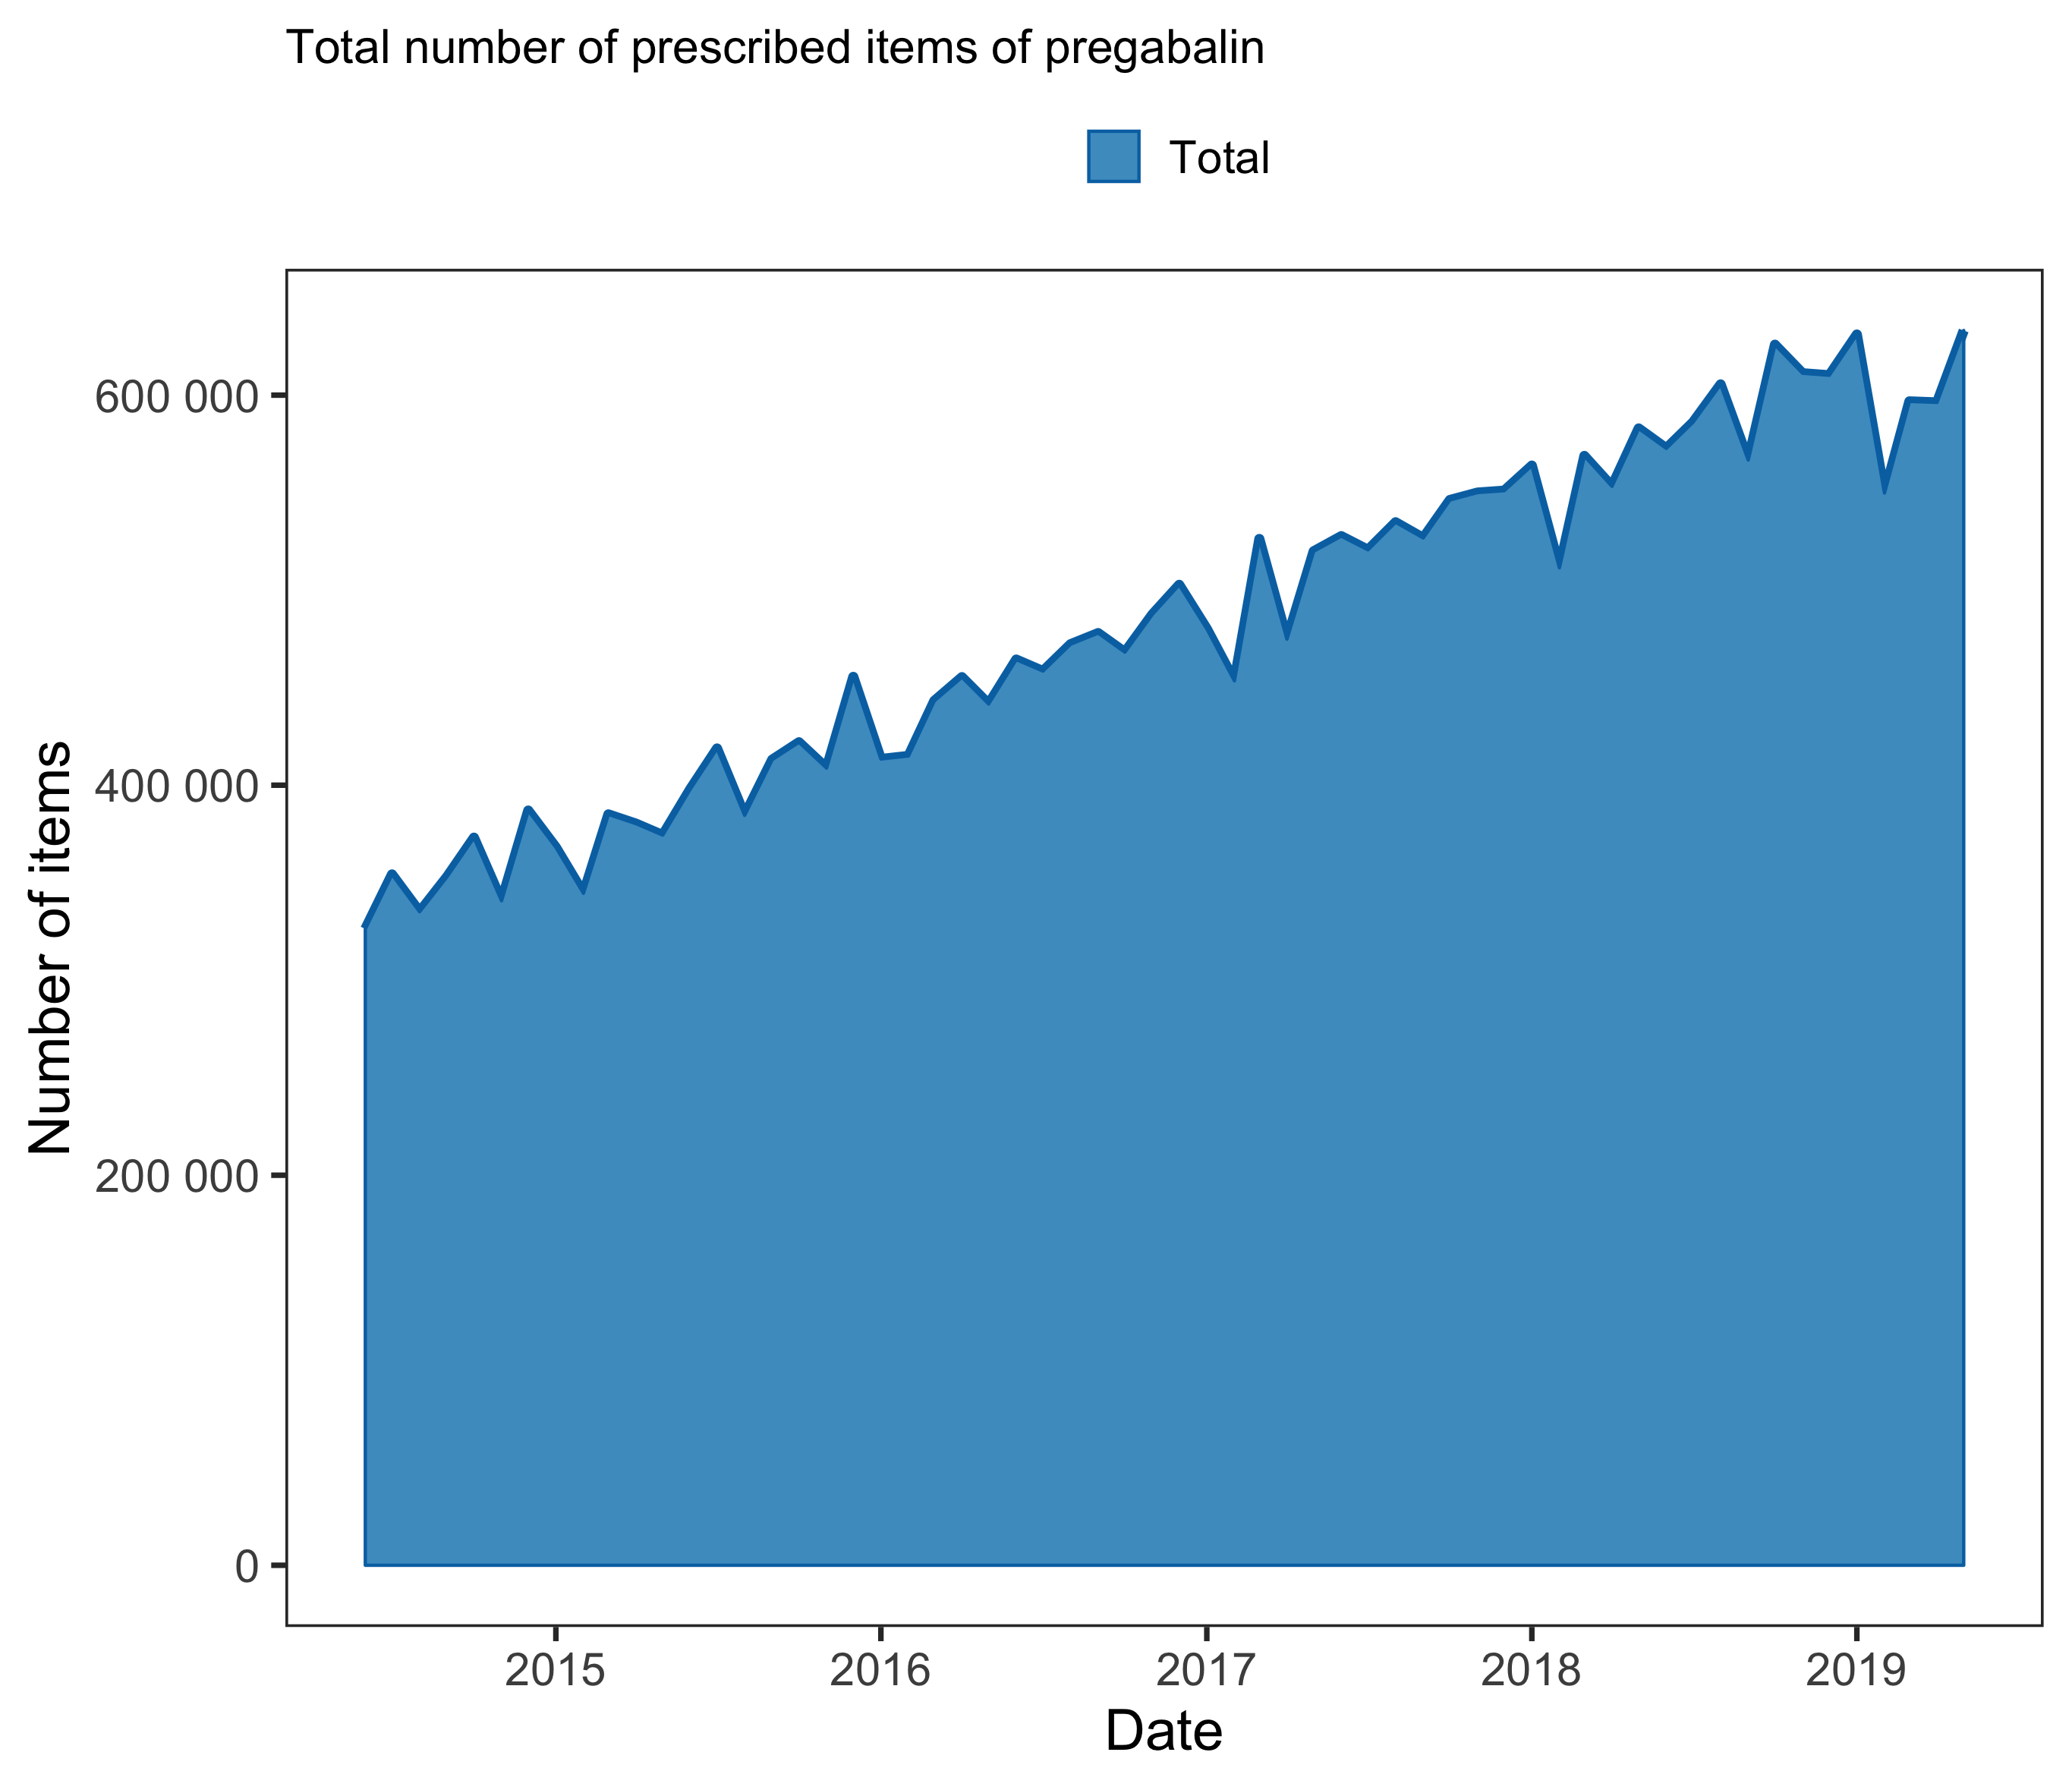 Total number of prescribed items of pregabalin
Total
Number of items
600 000
400 000
200 000
0
2015
2016
2017
2018
2019
Date